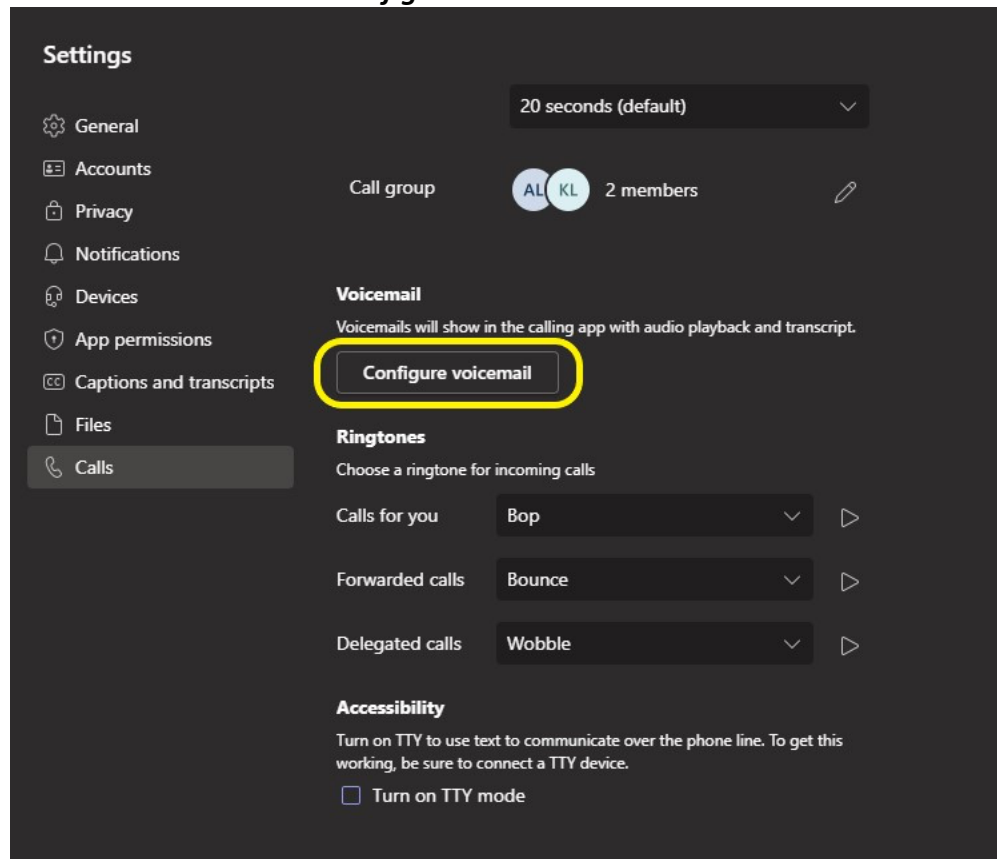 Settings
General
Accounts
Privacy
Notifications
Devices
App permissions
CC Captions and transcripts
Files
Calls
20 seconds (default)
Call group AL KL 2 members
Voicemail
Voicemails will show in the calling app with audio playback and transcript.
Configure voicemail
Ringtones
Choose a ringtone for incoming calls
Calls for you Bop
Forwarded calls Bounce
Delegated calls Wobble
Accessibility
Turn on TTY to use text to communicate over the phone line. To get this
working, be sure to connect a TTY device.
Turn on TTY mode